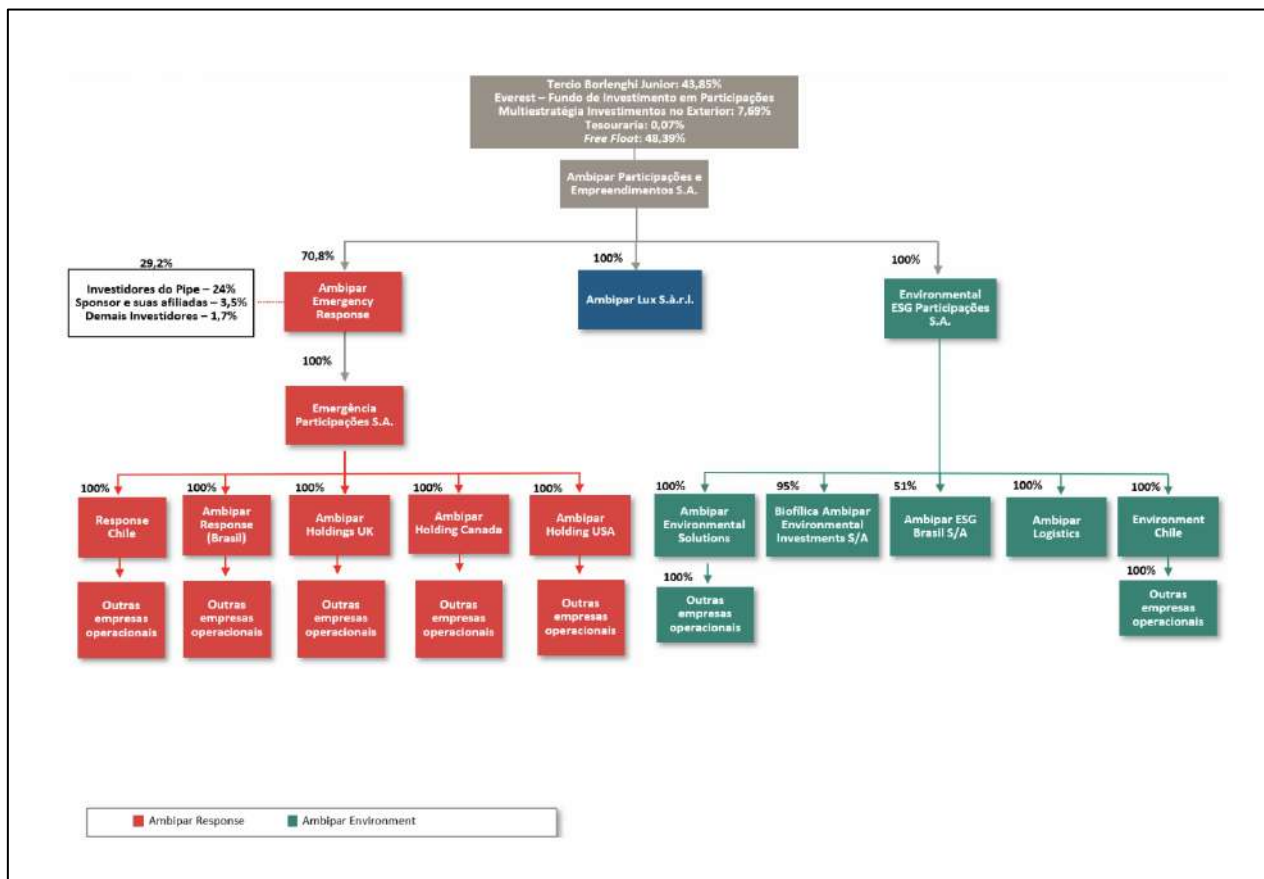 Tercio Borlenghi Junior: 43,85%
Everest – Fundo de Investimento em Participações
Multiestratégia Investimentos no Exterior: 7,69%
Tesouraria: 0,07%
Free Float: 48,39%
Ambipar Participações e
Empreendimentos S.A.
29,2%
Investidores do Pipe – 24%
Sponsor e suas afiliadas – 3,5%
Demais Investidores – 1,7%
70,8%
Ambipar
Emergency
Response
100%
Ambipar Lux S.à.r.l.
100%
Environmental
ESG Participações
S.A.
100%
Emergência
Participações S.A.
100%
Response
Chile
100%
Ambipar
Response
(Brasil)
100%
Ambipar
Holdings UK
100%
Ambipar
Holding Canada
100%
Ambipar
Holding USA
100%
Ambipar
Environmental
Solutions
95%
Biofílica Ambipar
Environmental
Investments S/A
51%
Ambipar ESG
Brasil S/A
100%
Ambipar
Logistics
100%
Environment
Chile
Outras
empresas
operacionais
Outras
empresas
operacionais
Outras
empresas
operacionais
Outras
empresas
operacionais
Outras
empresas
operacionais
100%
Outras
empresas
operacionais
100%
Outras
empresas
operacionais
Ambipar Response
Ambipar Environment